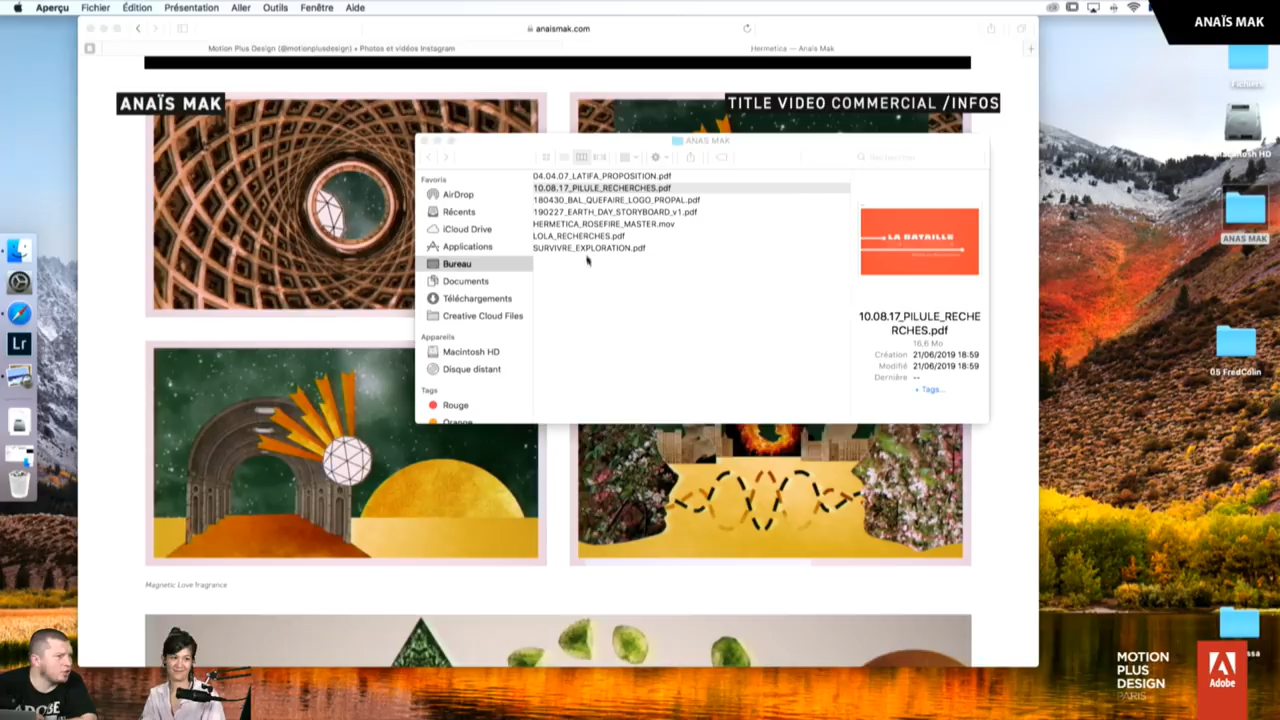 Aperçu Fichier Édition Présentation Aller Outils Fenêtre Aide
ANAÏS MAK
anaismak.com
Motion Plus Design (@motionplusdesign) • Photos et vidéos Instagram
Hermetica — Anaïs Mak
ANAÏS MAK
TITLE VIDEO COMMERCIAL /INFOS
ANAS MAK
Rechercher
Favoris
AirDrop
Récents
iCloud Drive
Applications
Bureau
Documents
Téléchargements
Creative Cloud Files
Appareils
Macintosh HD
Disque distant
Tags
Rouge
Orange
04.04.07_LATIFA_PROPOSITION.pdf
10.08.17_PILULE_RECHERCHES.pdf
180430_BAL_QUEFAIRE_LOGO_PROPAL.pdf
190227_EARTH_DAY_STORYBOARD_v1.pdf
HERMETICA_ROSEFIRE_MASTER.mov
LOLA_RECHERCHES.pdf
SURVIVRE_EXPLORATION.pdf
LA BATAILLE
10.08.17_PILULE_RECHE
RCHES.pdf
16,6 Mo
Création 21/06/2019 18:59
Modifié 21/06/2019 18:59
Dernière --
+ Tags...
Magnetic Love fragrance
Fichiers
Macintosh HD
ANAS MAK
05 FredColin
Lr
MOTION
PLUS
DESIGN
PARIS
Adobe